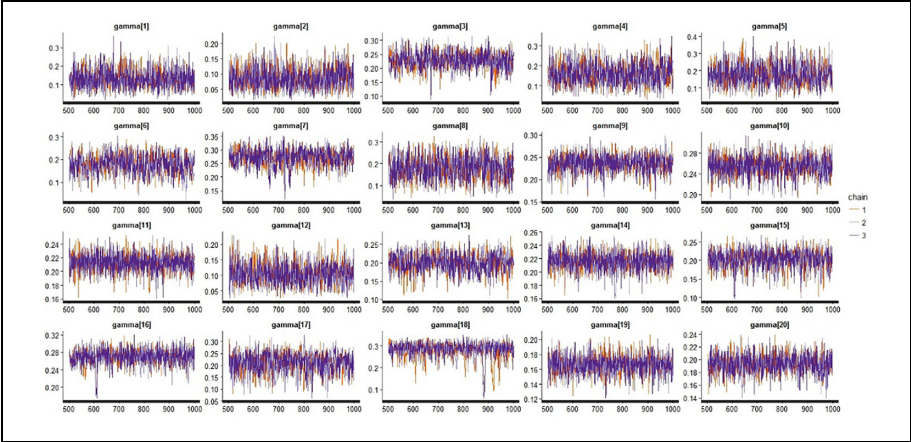 gamma[1] gamma[2] gamma[3] gamma[4] gamma[5]
0.3 0.2 0.1
0.20 0.15 0.10 0.05
0.30 0.25 0.20 0.15 0.10
0.3 0.2 0.1
0.4 0.3 0.2 0.1
500 600 700 800 900 1000 500 600 700 800 900 1000 500 600 700 800 900 1000 500 600 700 800 900 1000 500 600 700 800 900 1000
gamma[6] gamma[7] gamma[8] gamma[9] gamma[10]
0.3 0.2 0.1
0.35 0.30 0.25 0.20 0.15
0.3 0.2 0.1
0.30 0.25 0.20 0.15
0.28 0.24 0.20
500 600 700 800 900 1000 500 600 700 800 900 1000 500 600 700 800 900 1000 500 600 700 800 900 1000 500 600 700 800 900 1000
chain
1
2
3
gamma[11] gamma[12] gamma[13] gamma[14] gamma[15]
0.24 0.22 0.20 0.18 0.16
0.20 0.15 0.10 0.05
0.25 0.20 0.15 0.10
0.26 0.24 0.22 0.20 0.18 0.16
0.25 0.20 0.15 0.10
500 600 700 800 900 1000 500 600 700 800 900 1000 500 600 700 800 900 1000 500 600 700 800 900 1000 500 600 700 800 900 1000
gamma[16] gamma[17] gamma[18] gamma[19] gamma[20]
0.32 0.28 0.24 0.20
0.30 0.25 0.20 0.15 0.10 0.05
0.3 0.2 0.1
0.20 0.18 0.16 0.14 0.12
0.24 0.22 0.20 0.18 0.16 0.14
500 600 700 800 900 1000 500 600 700 800 900 1000 500 600 700 800 900 1000 500 600 700 800 900 1000 500 600 700 800 900 1000